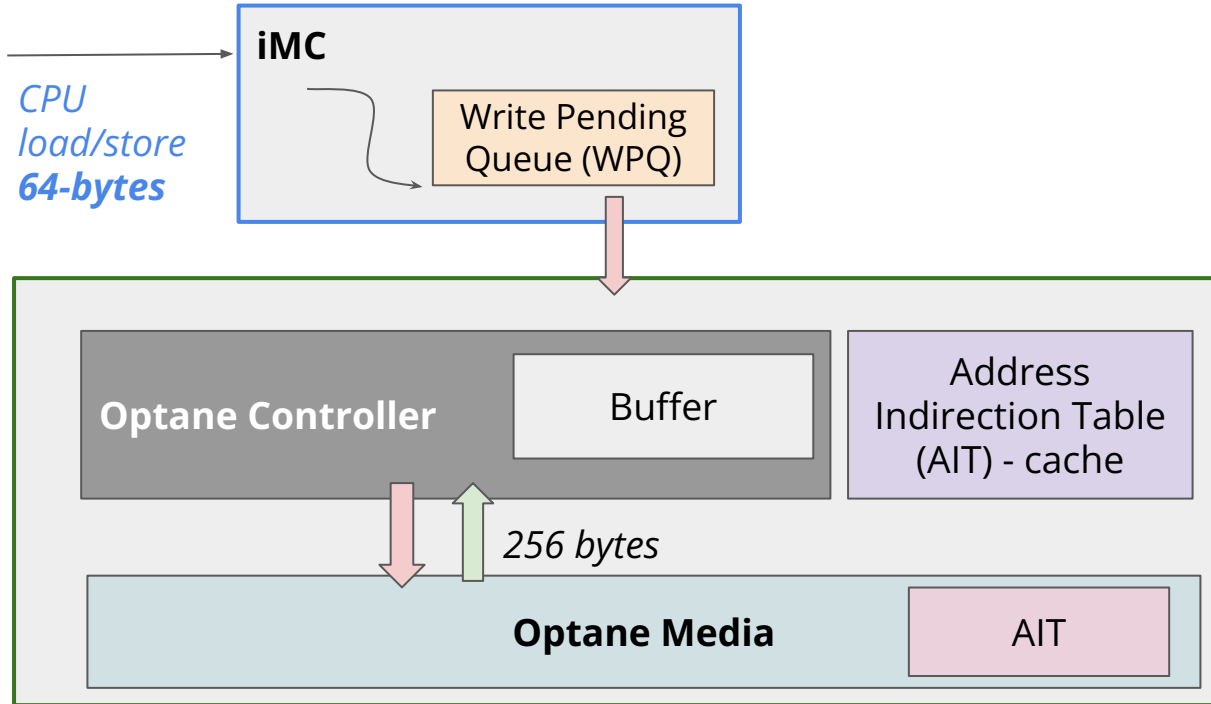 iMC
CPU
load/store
64-bytes
Write Pending
Queue (WPQ)
Optane Controller
Buffer
Address
Indirection Table
(AIT) - cache
256 bytes
Optane Media
AIT